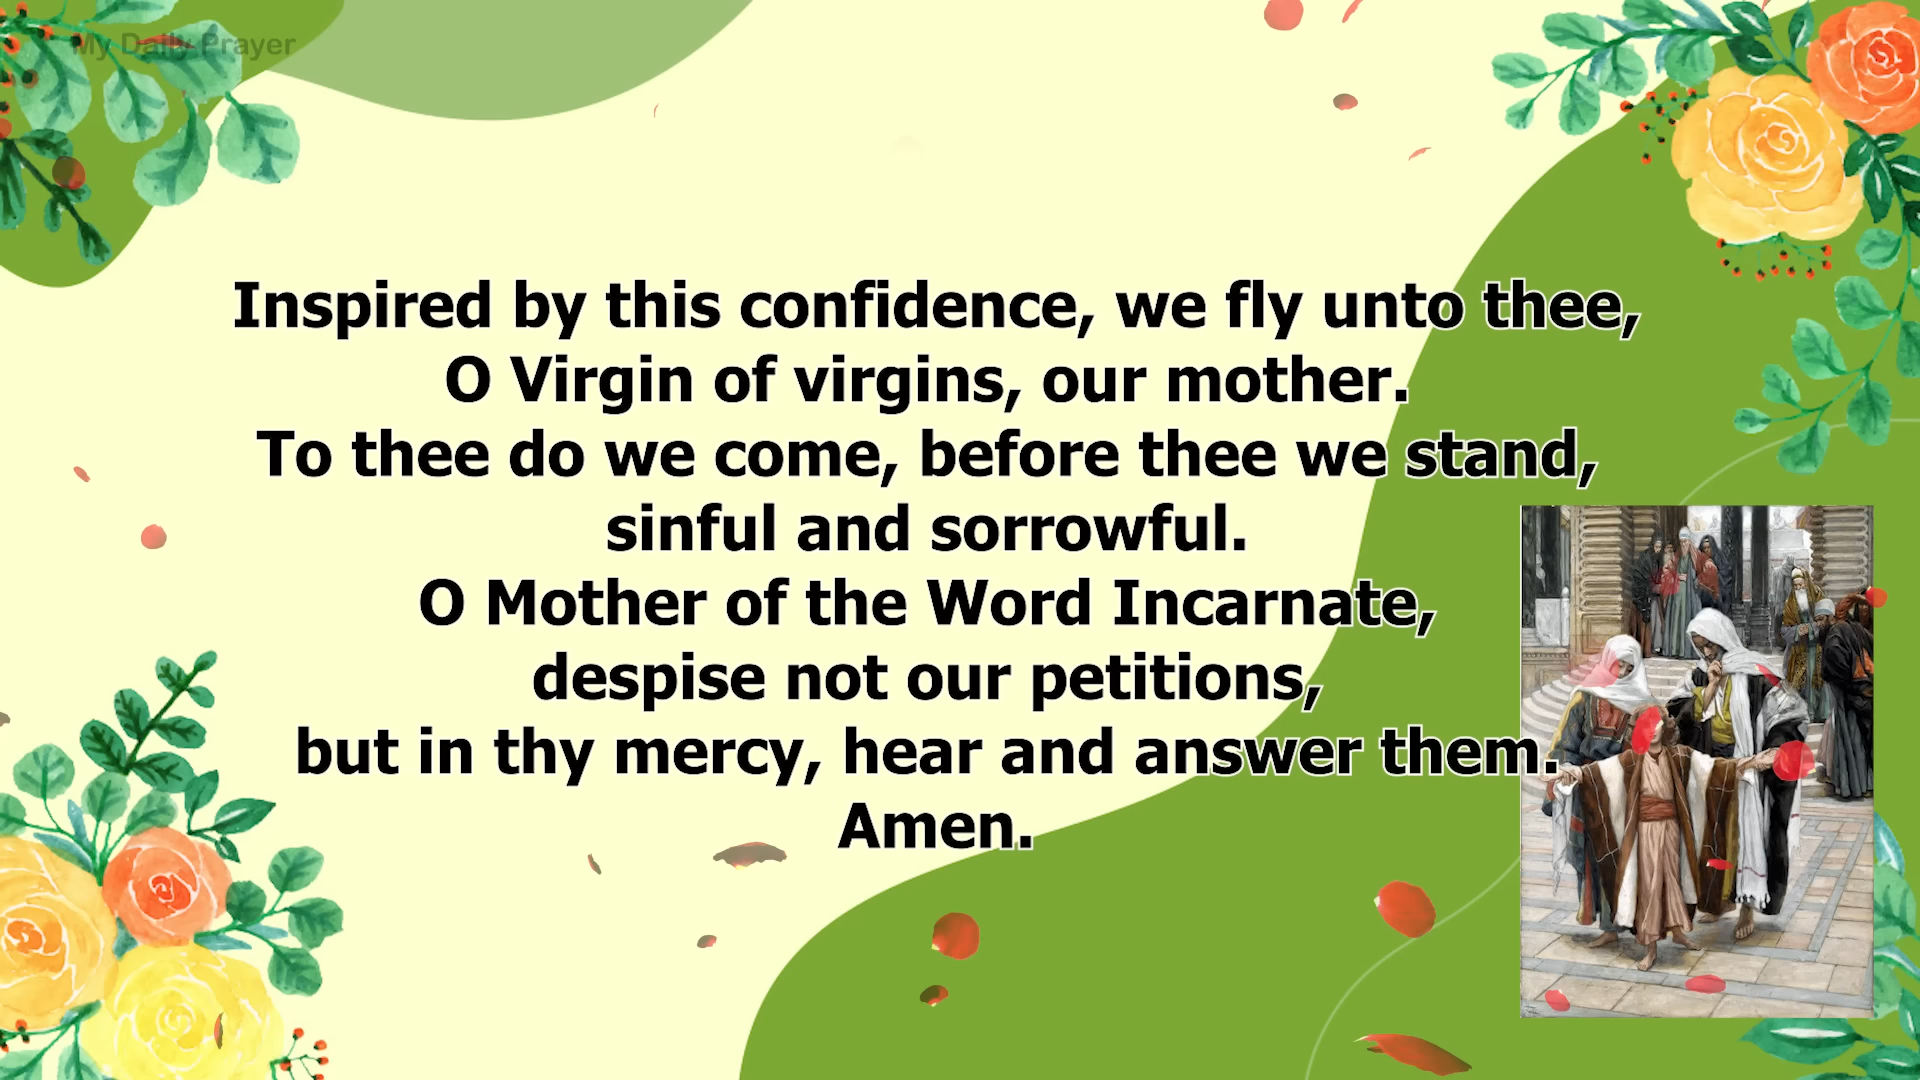 My Daily Prayer
Inspired by this confidence, we fly unto thee,
O Virgin of virgins, our mother.
To thee do we come, before thee we stand,
sinful and sorrowful.
O Mother of the Word Incarnate,
despise not our petitions,
but in thy mercy, hear and answer them.
Amen.